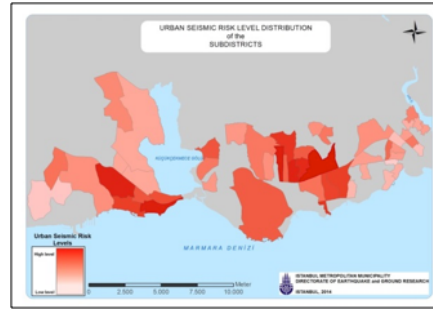 URBAN SEISMIC RISK LEVEL DISTRIBUTION
of the
SUBDISTRICTS
MARMARA DENİZİ
Urban Seismic Risk
Levels
High level
Low level
Meter
0
2.500
5.000
7.500
10.000
ISTANBUL METROPOLITAN MUNICIPALITY
DIRECTORATE OF EARTHQUAKE and GROUND RESEARCH
ISTANBUL, 2014